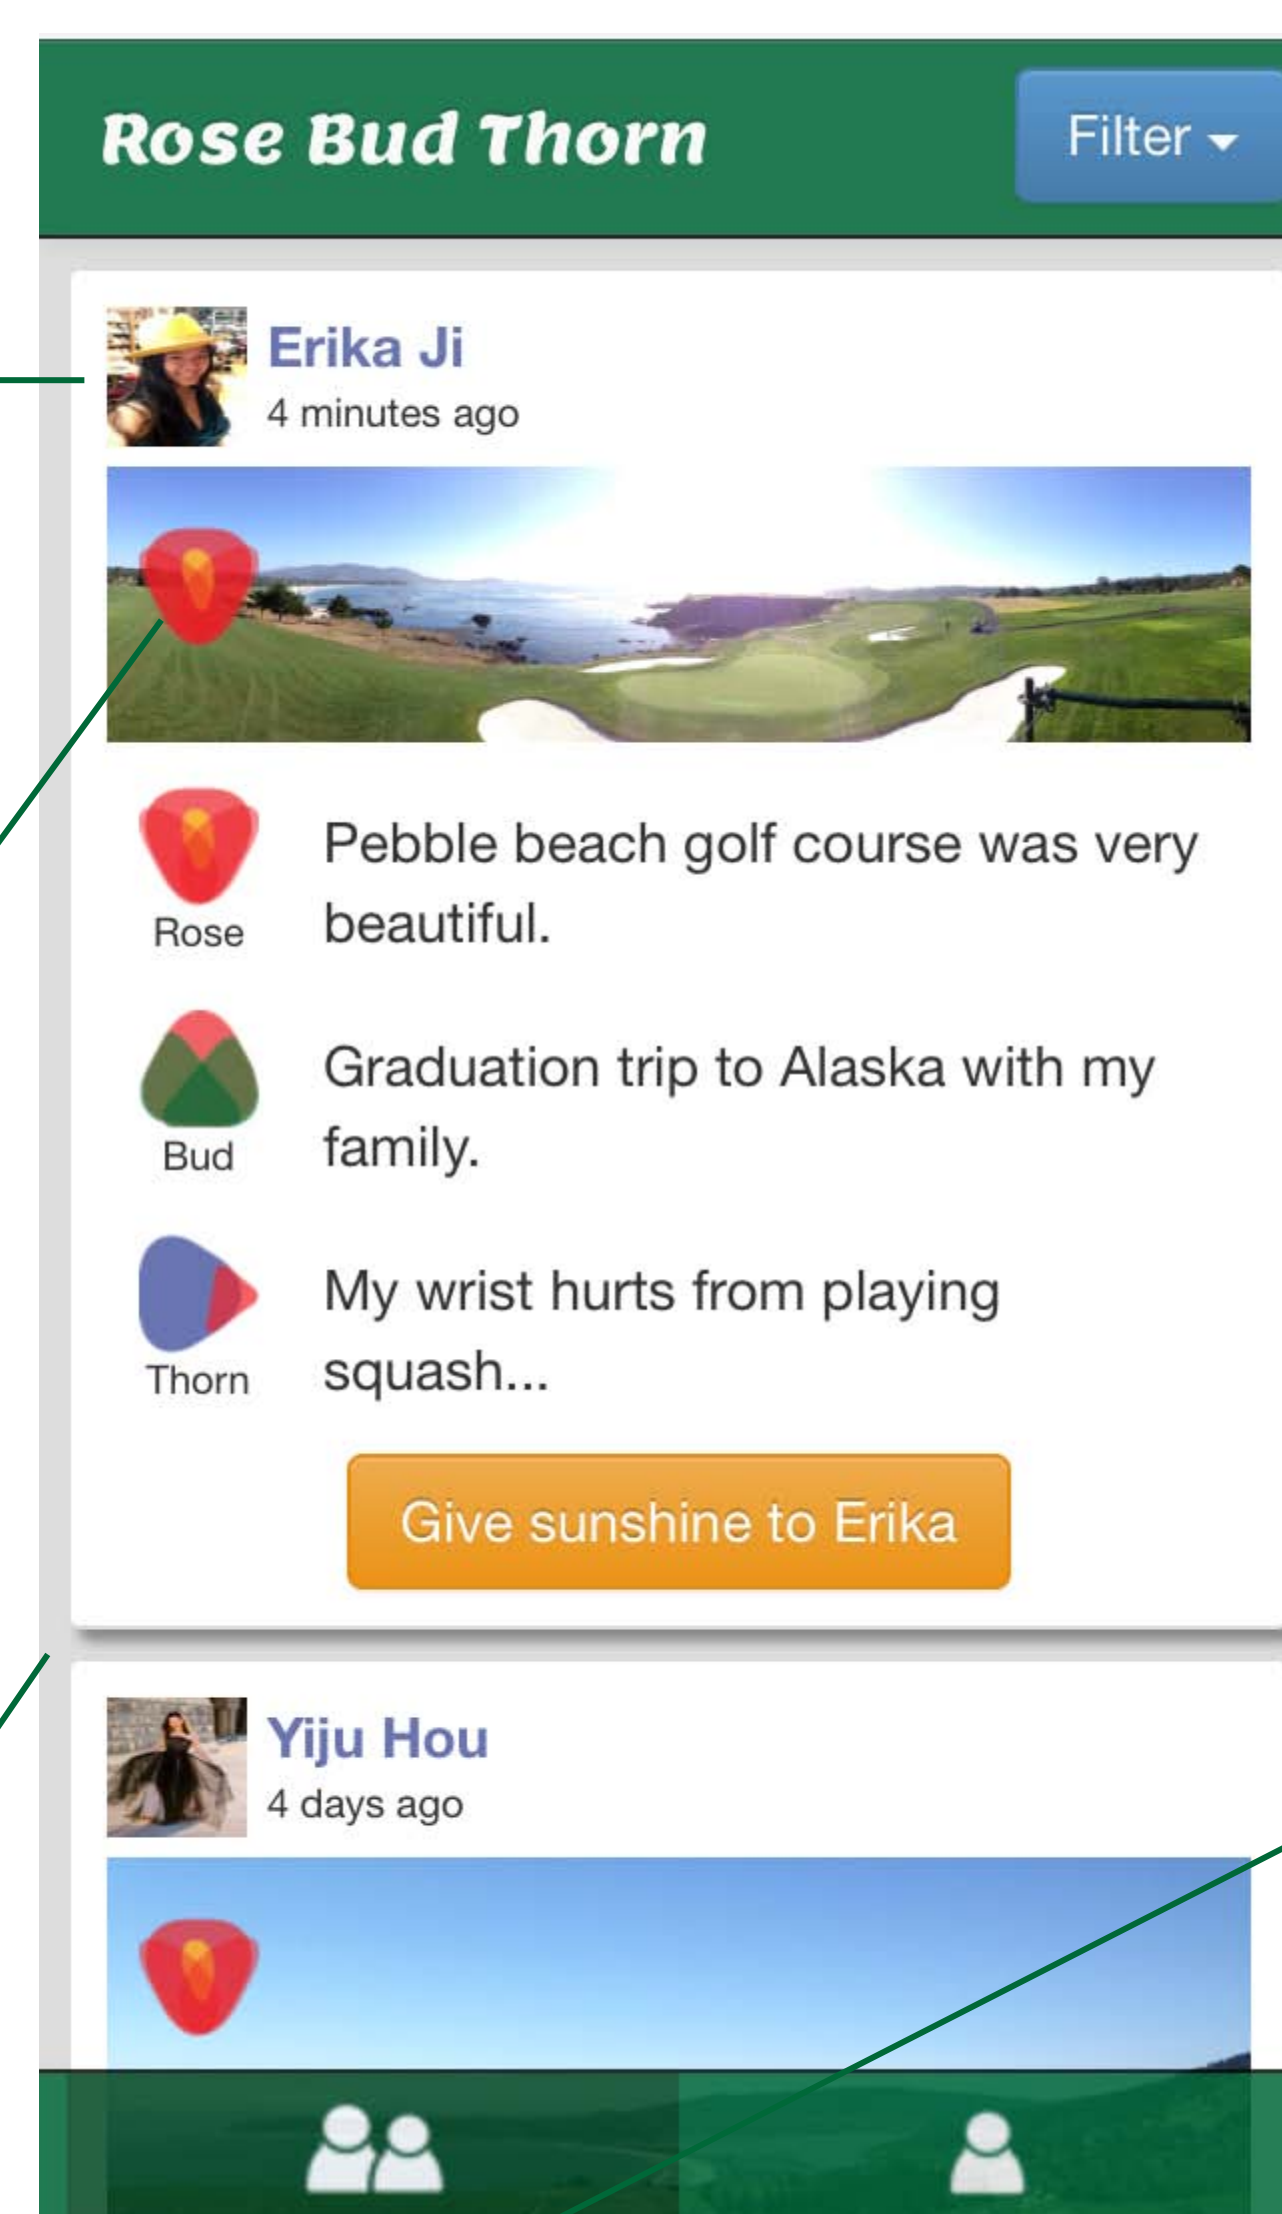 Rose Bud Thorn
Filter
Erika Ji
4 minutes ago
Pebble beach golf course was very
beautiful.
Rose
Graduation trip to Alaska with my
family.
Bud
My wrist hurts from playing
squash...
Thorn
Give sunshine to Erika
Yiju Hou
4 days ago